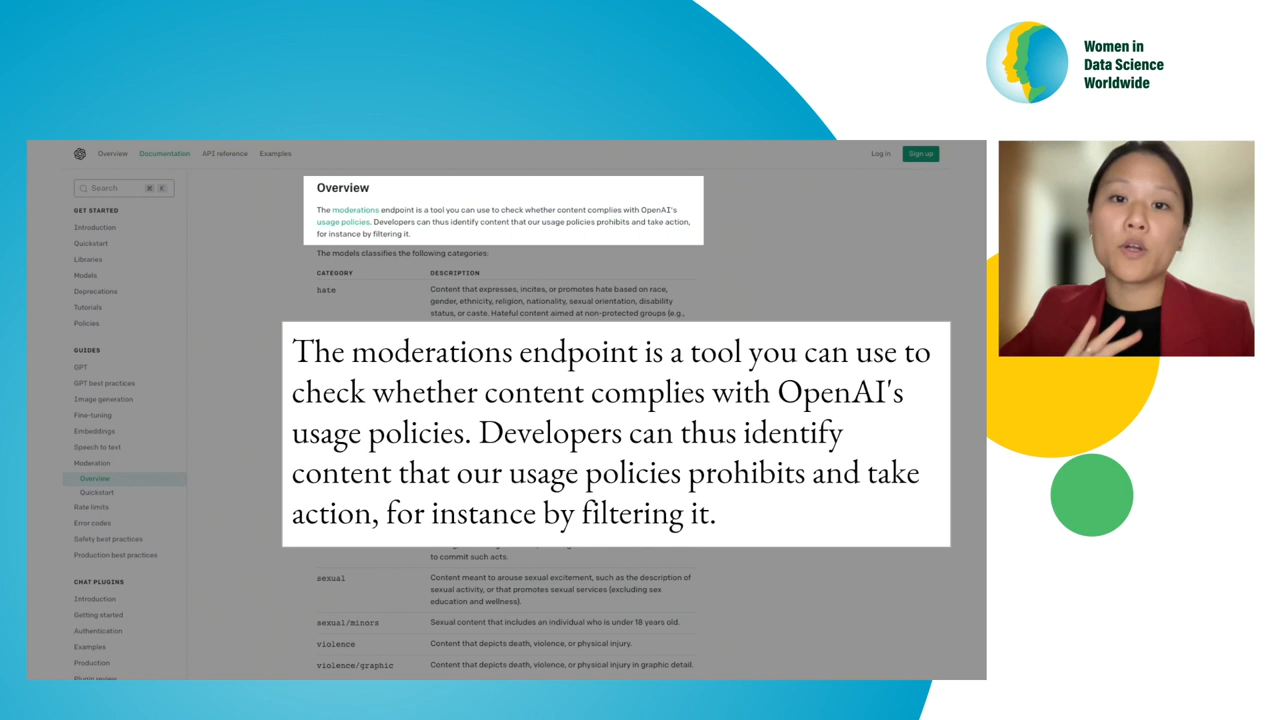 Women in
Data Science
Worldwide
Overview
Documentation
API reference
Examples
Log in
Sign up
Search
⌘ K
GET STARTED
Introduction
Quickstart
Libraries
Models
Deprecations
Tutorials
Policies
GUIDES
GPT
GPT best practices
Image generation
Fine-tuning
Embeddings
Speech to text
Moderation
Overview
Quickstart
Rate limits
Error codes
Safety best practices
Production best practices
CHAT PLUGINS
Introduction
Getting started
Authentication
Examples
Production
Plugin review
Overview
The moderations endpoint is a tool you can use to check whether content complies with OpenAI's
usage policies. Developers can thus identify content that our usage policies prohibits and take action,
for instance by filtering it.
The models classifies the following categories:
CATEGORY DESCRIPTION
hate Content that expresses, incites, or promotes hate based on race,
gender, ethnicity, religion, nationality, sexual orientation, disability
status, or caste. Hateful content aimed at non-protected groups (e.g.,
The moderations endpoint is a tool you can use to
check whether content complies with OpenAI's
usage policies. Developers can thus identify
content that our usage policies prohibits and take
action, for instance by filtering it.
to commit such acts.
sexual Content meant to arouse sexual excitement, such as the description of
sexual activity, or that promotes sexual services (excluding sex
education and wellness).
sexual/minors Sexual content that includes an individual who is under 18 years old.
violence Content that depicts death, violence, or physical injury.
violence/graphic Content that depicts death, violence, or physical injury in graphic detail.